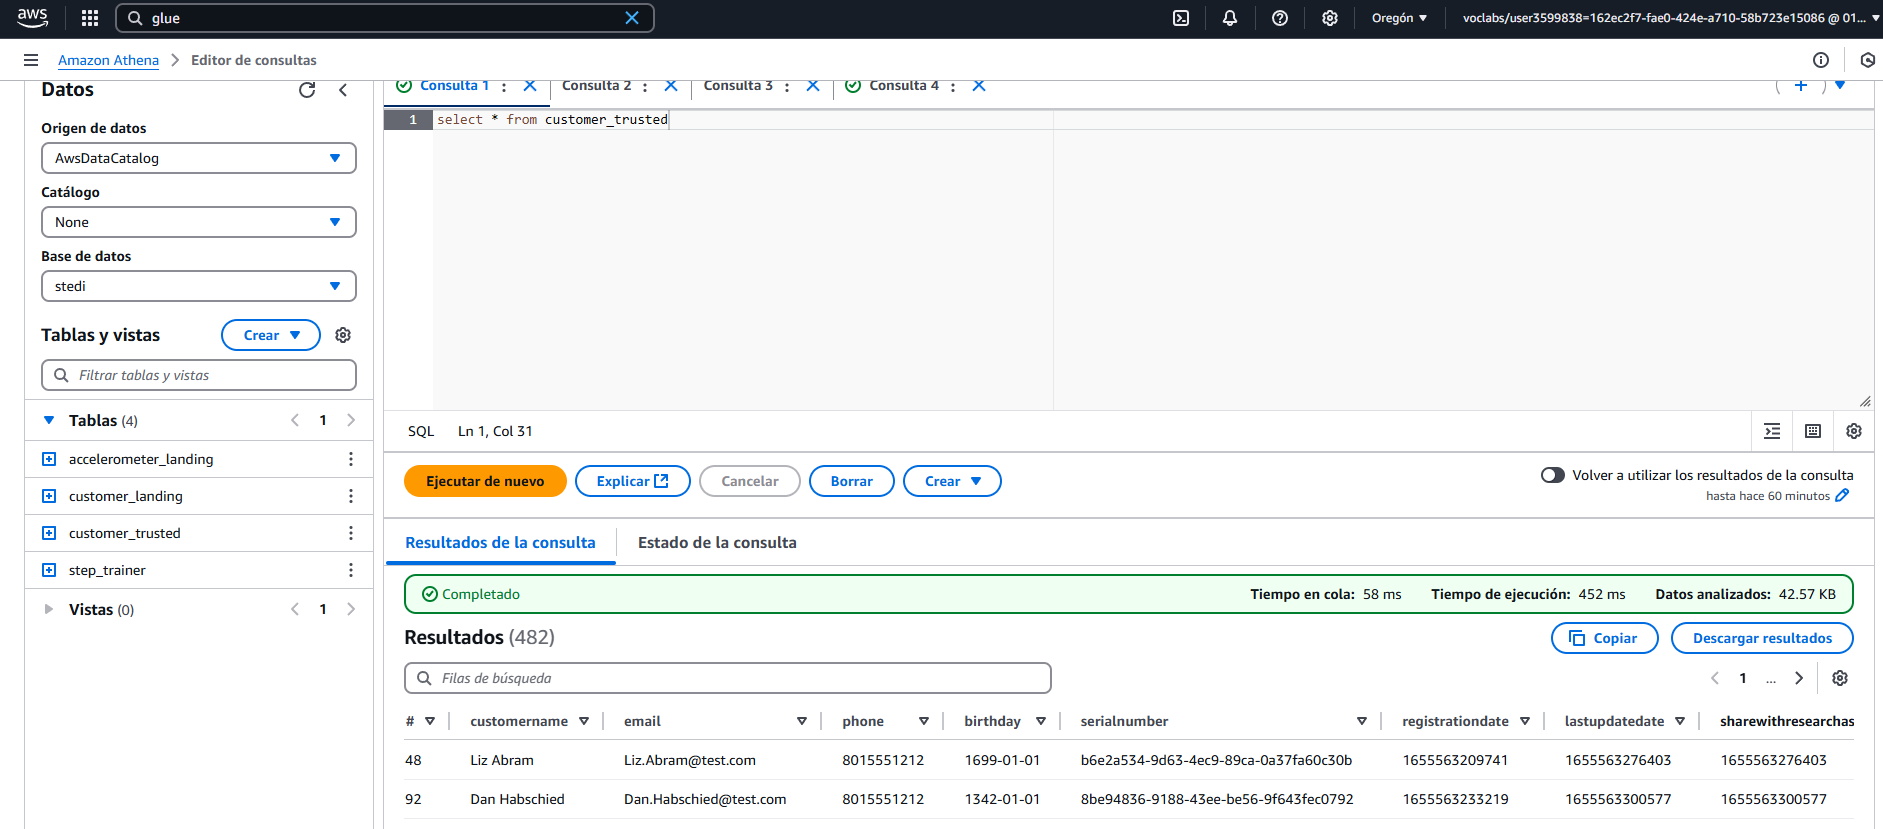 aws
glue
Oregón
voclabs/user3599838=162ec2f7-fae0-424e-a710-58b723e15086 @ 01...
Amazon Athena
Editor de consultas
Datos
Origen de datos
AwsDataCatalog
Catálogo
None
Base de datos
stedi
Tablas y vistas
Crear
Filtrar tablas y vistas
Tablas (4)
1
accelerometer_landing
customer_landing
customer_trusted
step_trainer
Vistas (0)
1
Consulta 1
Consulta 2
Consulta 3
Consulta 4
1
select * from customer_trusted
SQL
Ln 1, Col 31
Ejecutar de nuevo
Explicar
Cancelar
Borrar
Crear
Volver a utilizar los resultados de la consulta
hasta hace 60 minutos
Resultados de la consulta
Estado de la consulta
Completado
Tiempo en cola: 58 ms
Tiempo de ejecución: 452 ms
Datos analizados: 42.57 KB
Resultados (482)
Copiar
Descargar resultados
Filas de búsqueda
1 ...
# customername email phone birthday serialnumber registrationdate lastupdatedate sharewithresearchas
48 Liz Abram Liz.Abram@test.com 8015551212 1699-01-01 b6e2a534-9d63-4ec9-89ca-0a37fa60c30b 1655563209741 1655563276403 1655563276403
92 Dan Habschied Dan.Habschied@test.com 8015551212 1342-01-01 8be94836-9188-43ee-be56-9f643fec0792 1655563233219 1655563300577 1655563300577